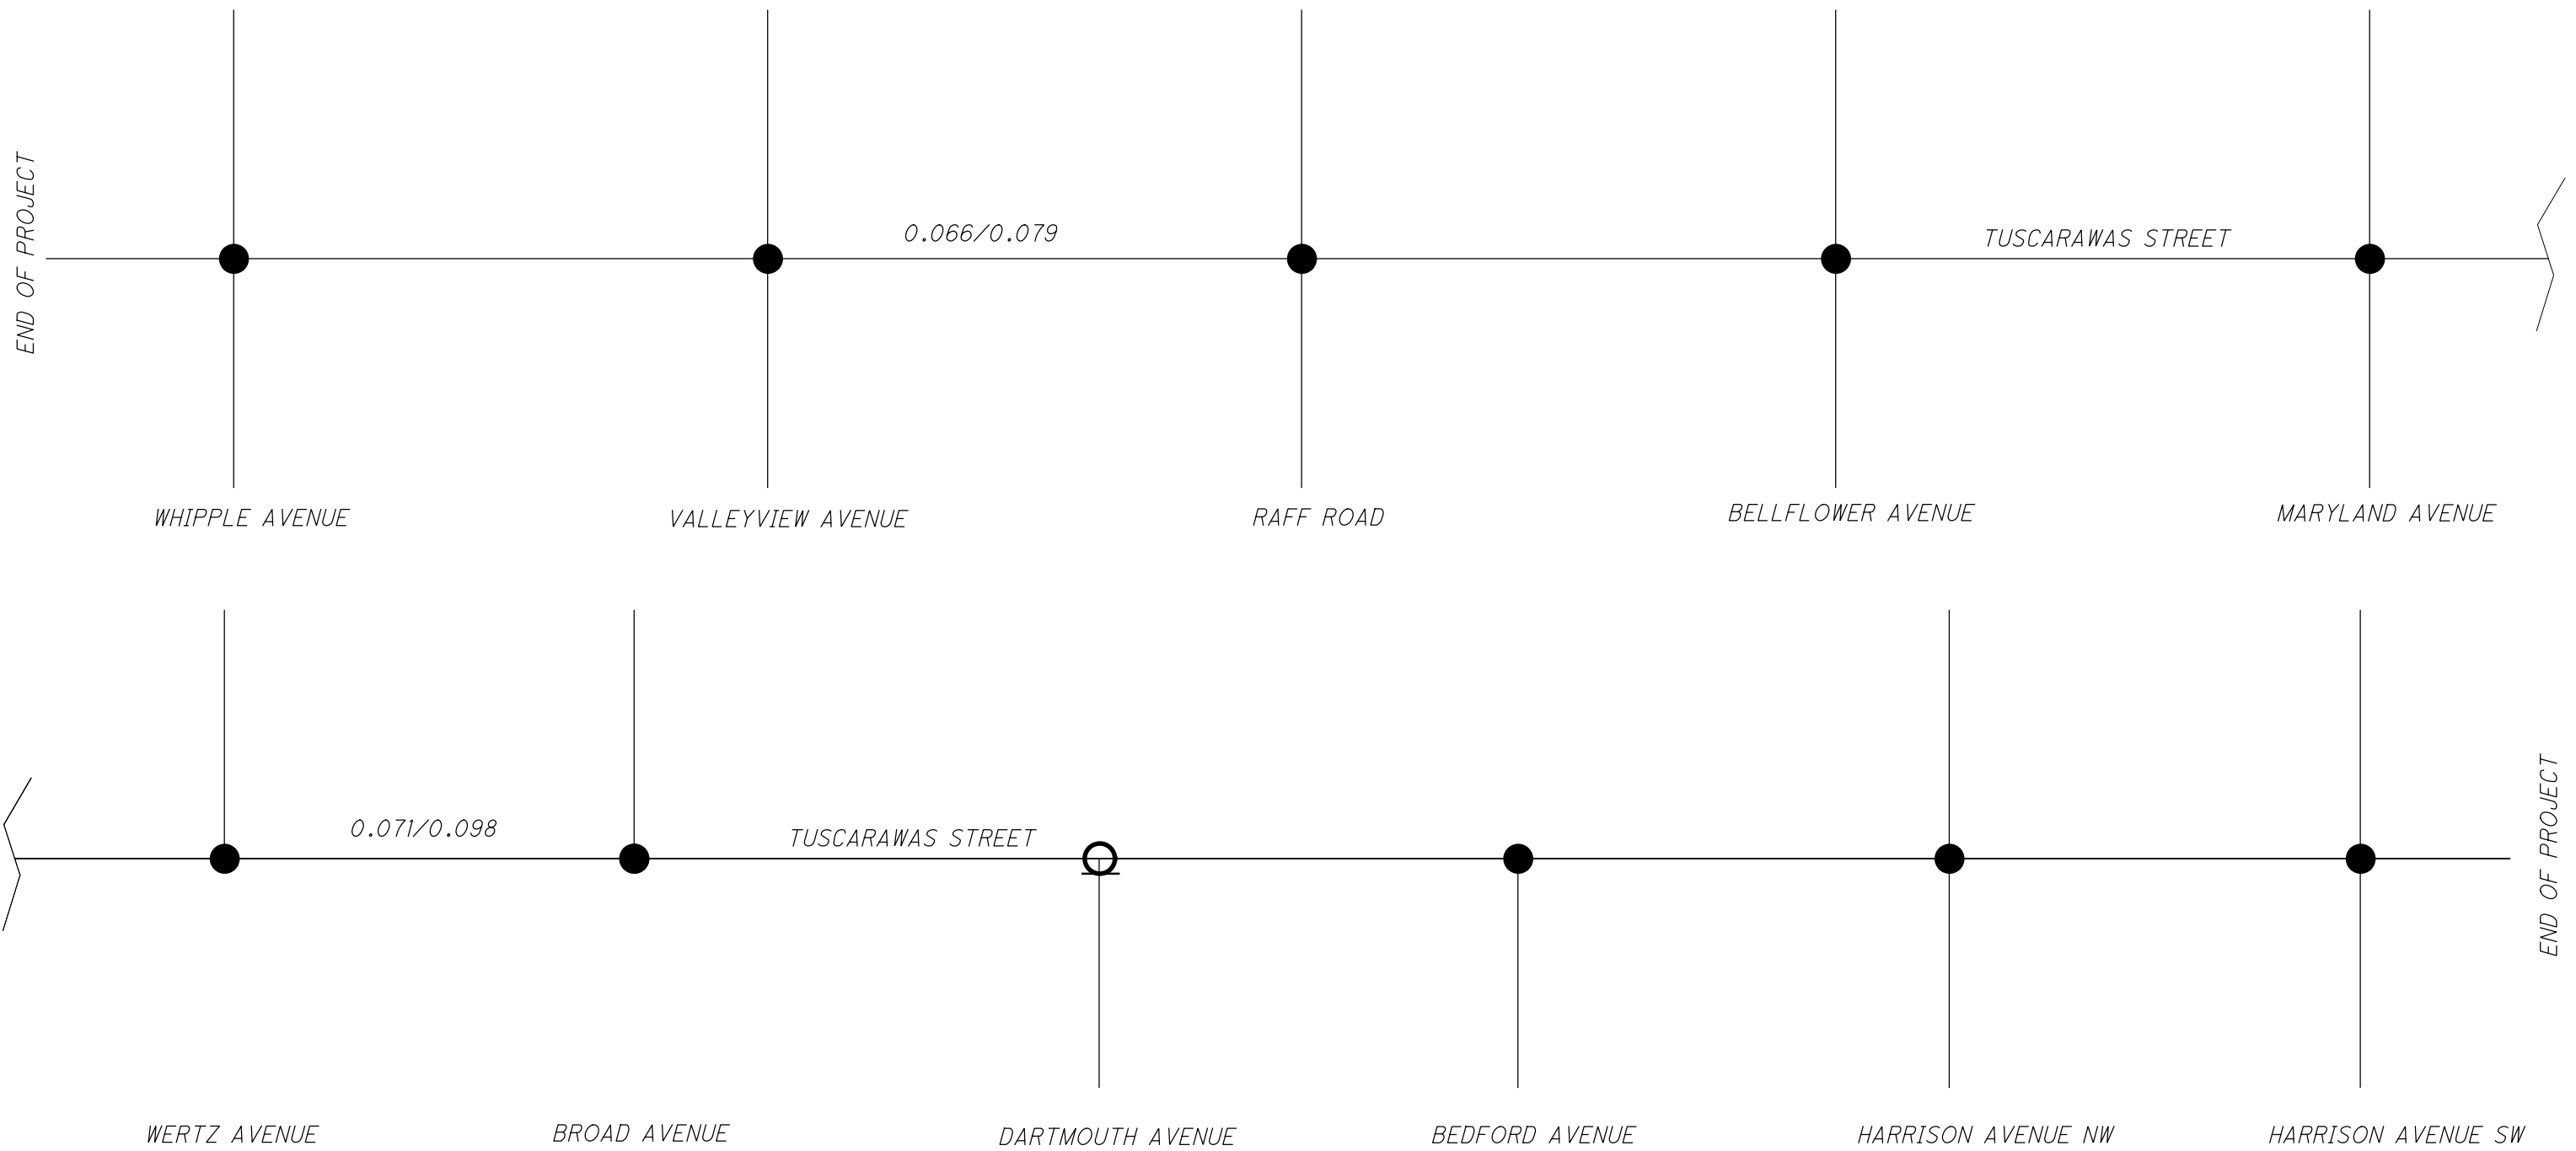 END OF PROJECT
0.066/0.079
TUSCARAWAS STREET
WHIPPLE AVENUE
VALLEYVIEW AVENUE
RAFF ROAD
BELLFLOWER AVENUE
MARYLAND AVENUE
0.071/0.098
TUSCARAWAS STREET
END OF PROJECT
WERTZ AVENUE
BROAD AVENUE
DARTMOUTH AVENUE
BEDFORD AVENUE
HARRISON AVENUE NW
HARRISON AVENUE SW